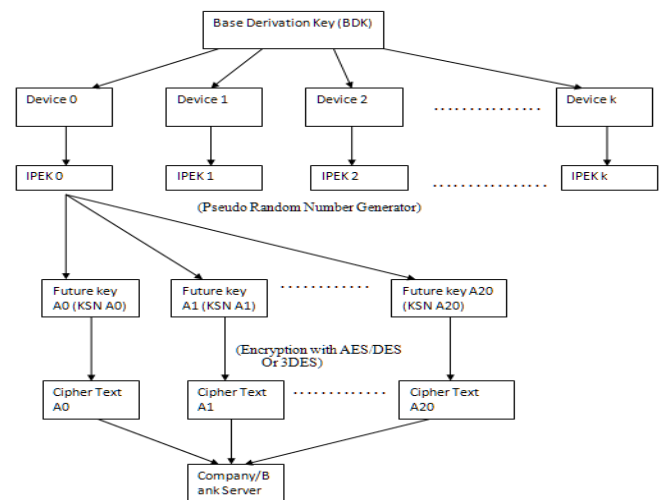 Base Derivation Key (BDK)
Device 0
Device 1
Device 2
Device k
IPEK 0
IPEK 1
IPEK 2
IPEK k
(Pseudo Random Number Generator)
Future key
A0 (KSN A0)
Future key
A1 (KSN A1)
Future key A20
(KSN A20)
(Encryption with AES/DES
Or 3DES)
Cipher Text
A0
Cipher Text
A1
Cipher Text
A20
Company/B
ank Server